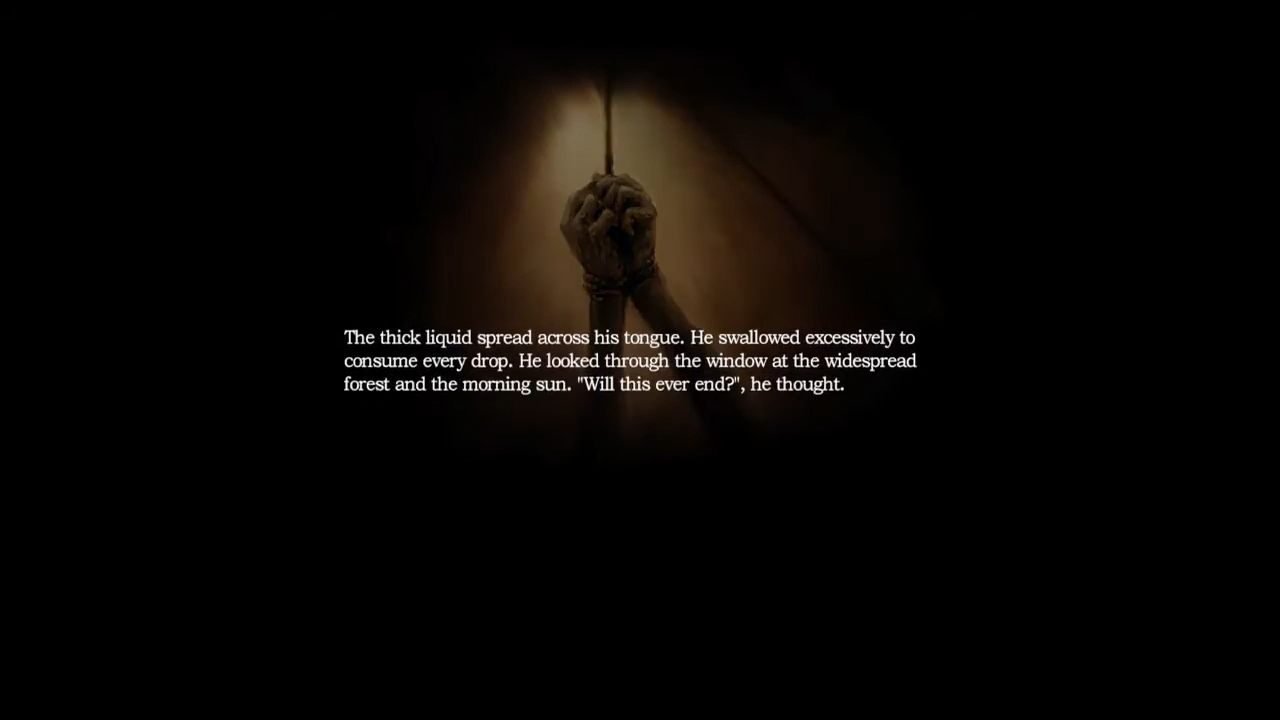 The thick liquid spread across his tongue. He swallowed excessively to
consume every drop. He looked through the window at the widespread
forest and the morning sun. "Will this ever end?", he thought.